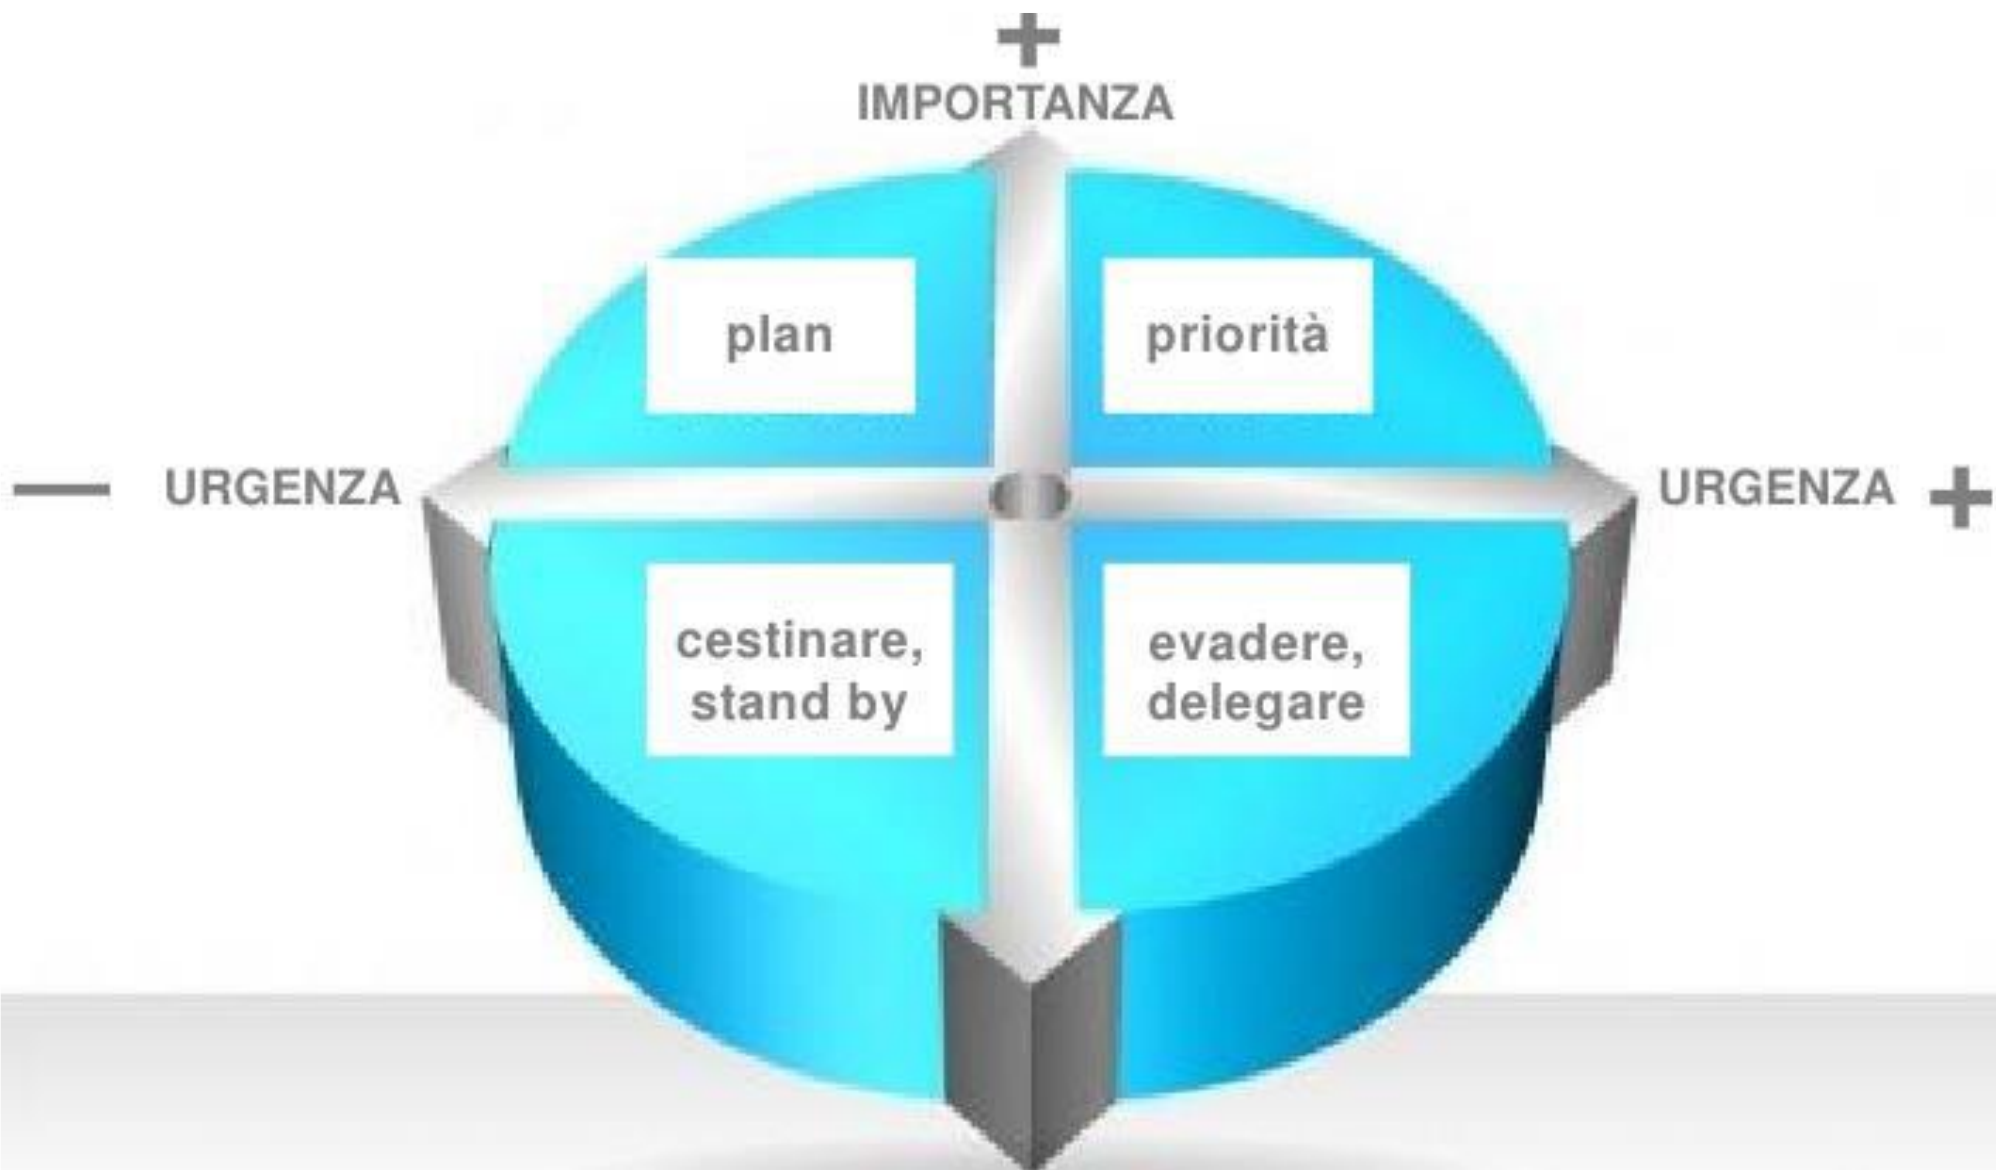 +
IMPORTANZA
plan
priorità
— URGENZA
URGENZA +
cestinare,
stand by
evadere,
delegare